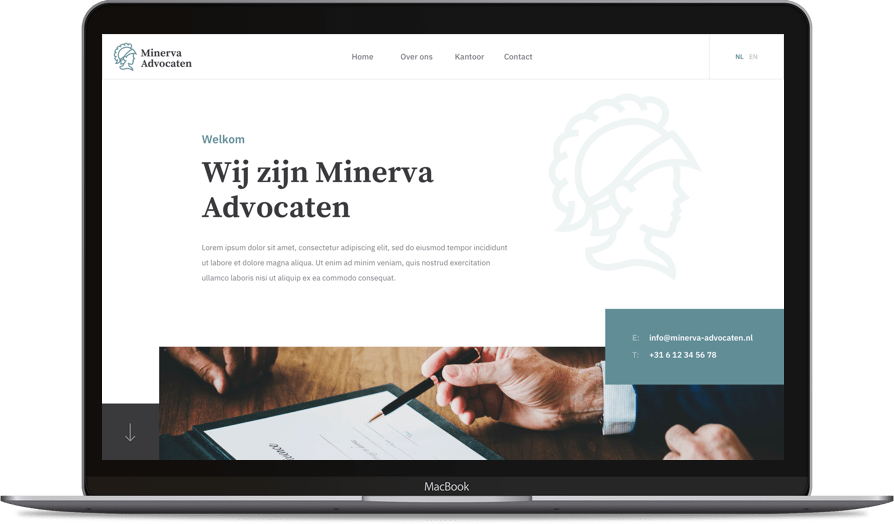 Minerva
Advocaten
Home Over ons Kantoor Contact
NL EN
Welkom
Wij zijn Minerva
Advocaten
Lorem ipsum dolor sit amet, consectetur adipiscing elit, sed do eiusmod tempor incididunt
ut labore et dolore magna aliqua. Ut enim ad minim veniam, quis nostrud exercitation
ullamco laboris nisi ut aliquip ex ea commodo consequat.
E: info@minerva-advocaten.nl
T: +31 6 12 34 56 78
MacBook